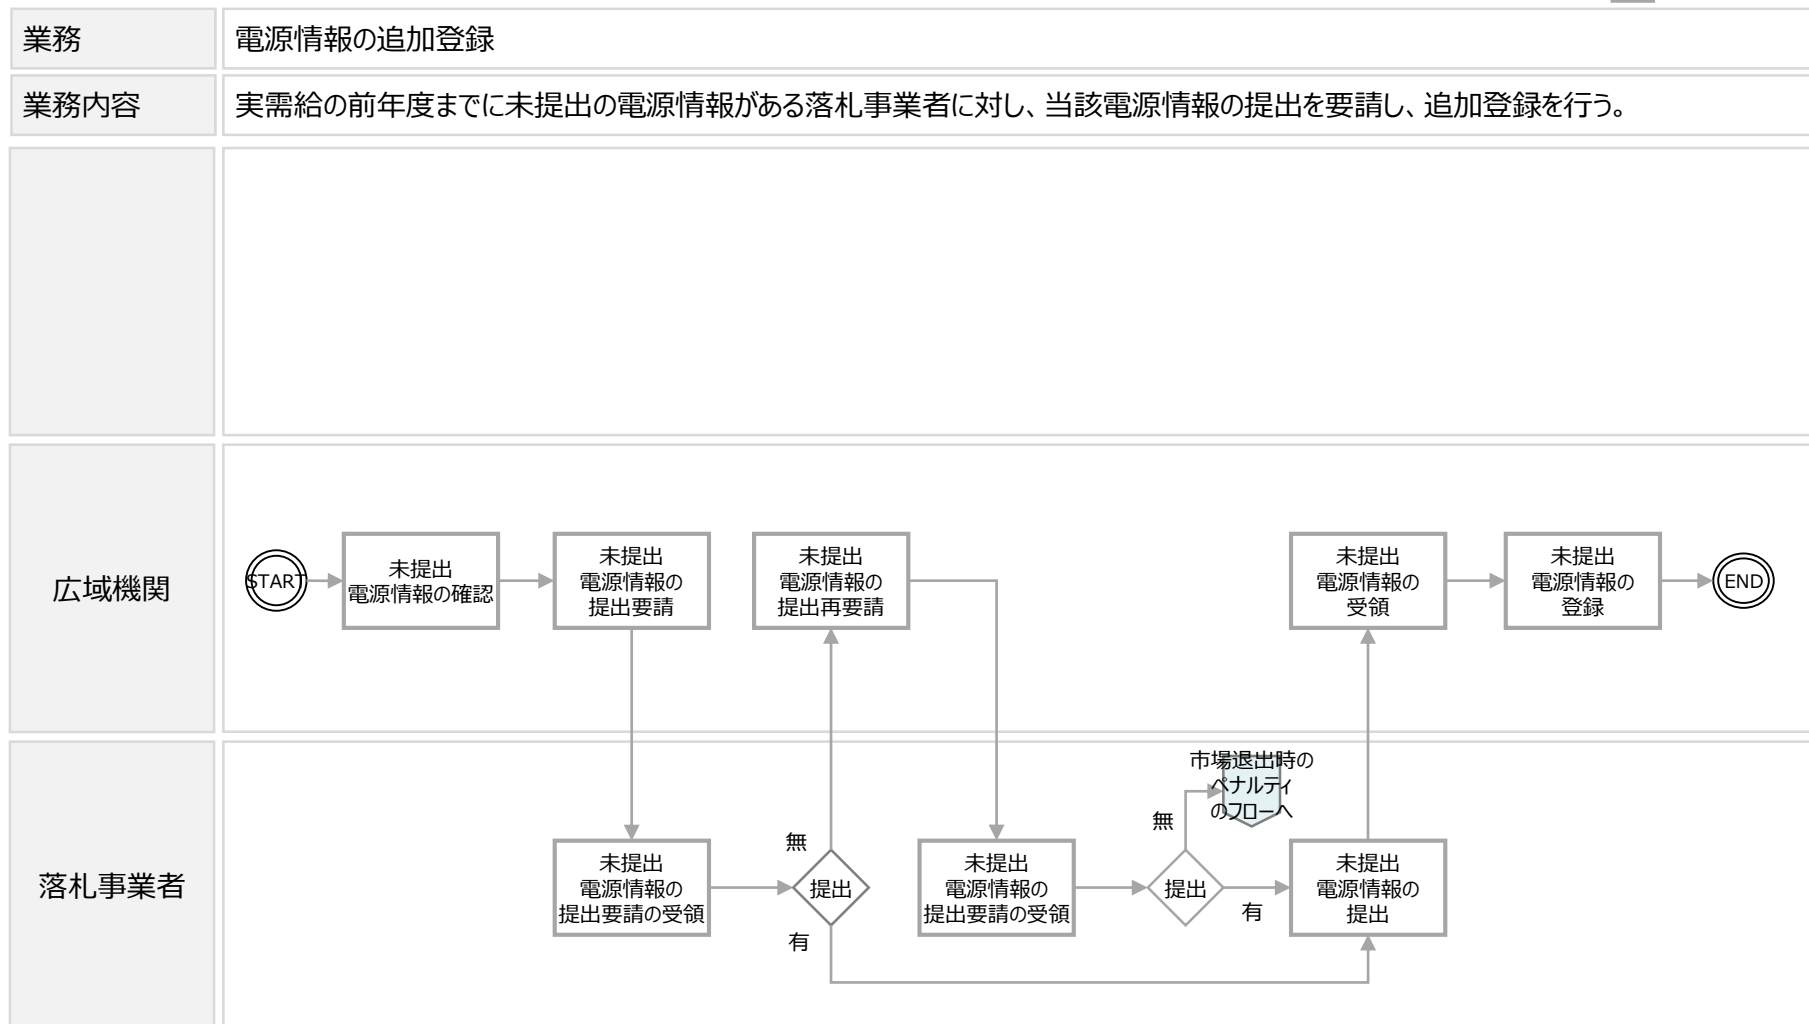 業務
電源情報の追加登録
業務内容
実需給の前年度までに未提出の電源情報がある落札事業者に対し、当該電源情報の提出を要請し、追加登録を行う。
広域機関
START
未提出
電源情報の確認
未提出
電源情報の
提出要請
未提出
電源情報の
提出再要請
未提出
電源情報の
受領
未提出
電源情報の
登録
END
落札事業者
未提出
電源情報の
提出要請の受領
無
提出
有
未提出
電源情報の
提出要請の受領
無
提出
有
市場退出時の
ペナルティ
のフローへ
未提出
電源情報の
提出